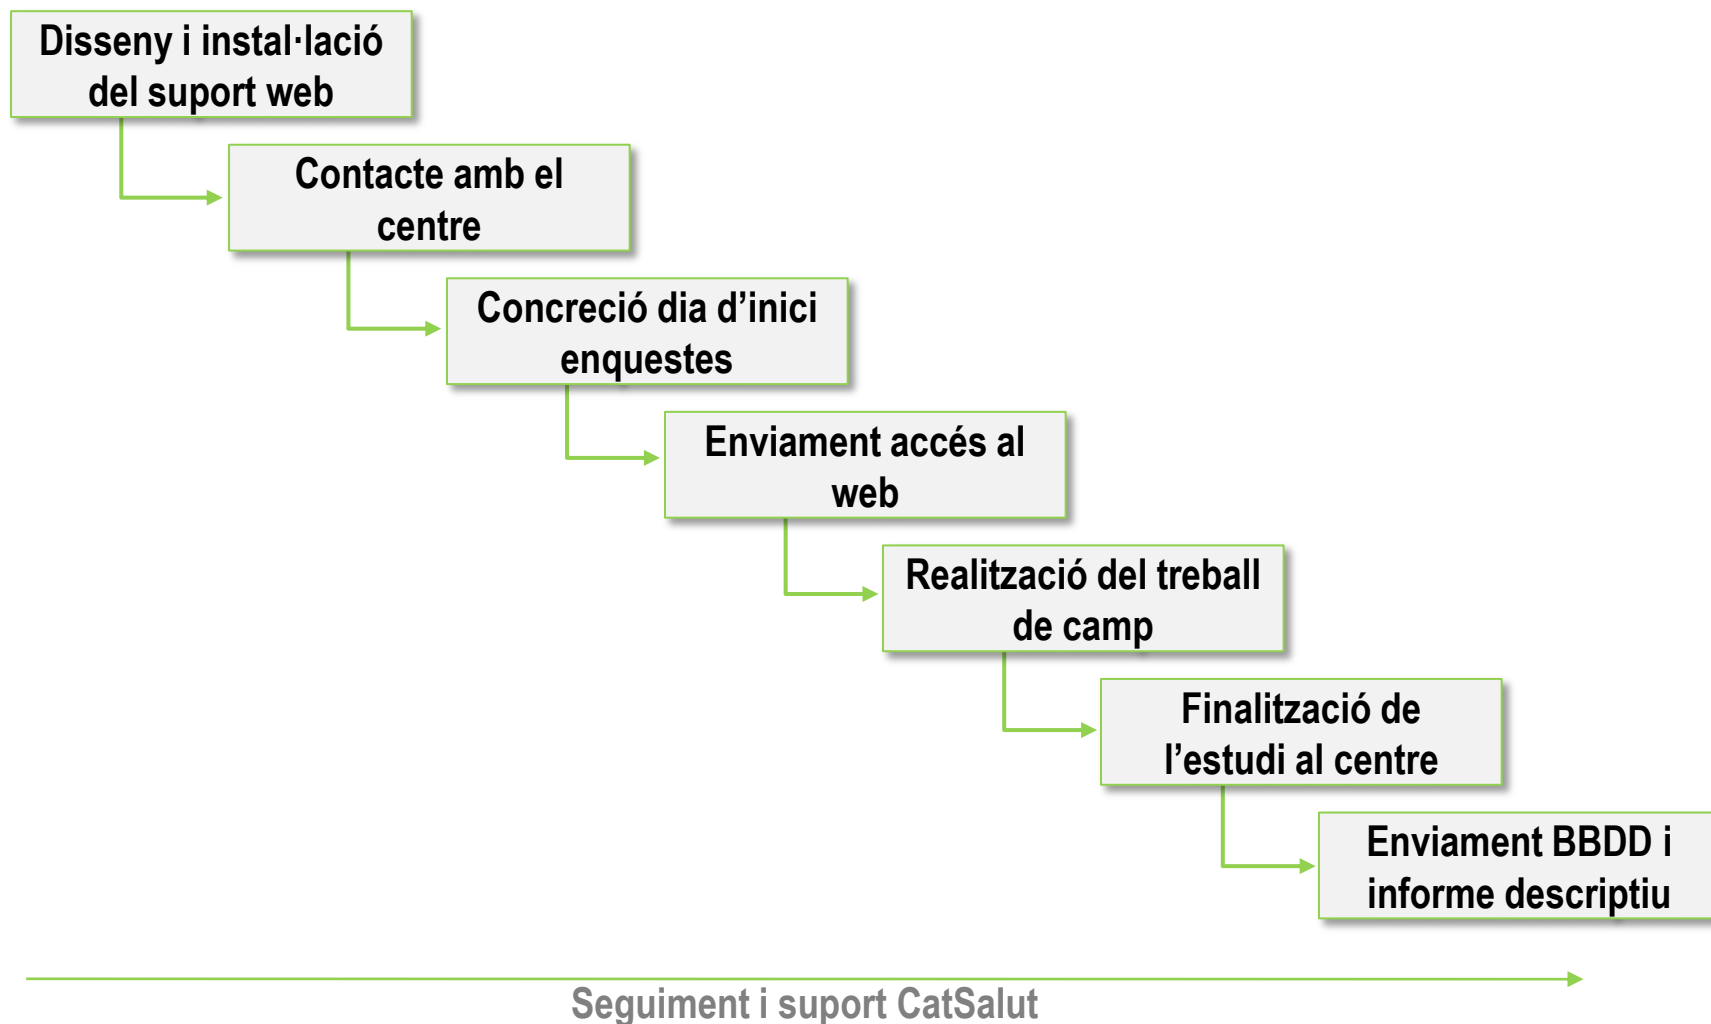 Disseny i instal·lació
del suport web
Contacte amb el
centre
Concreció dia d’inici
enquestes
Enviament accés al
web
Realització del treball
de camp
Finalització de
l’estudi al centre
Enviament BBDD i
informe descriptiu
Seguiment i suport CatSalut